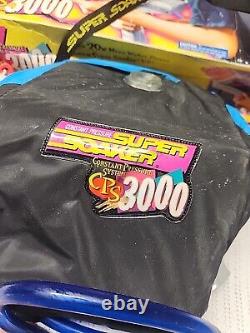 3000
SUPER SOAKER
CONSTANT PRESSURE
SUPER
SOAKER
CONSTANT PRESSURE
SYSTEM
CPS
3000